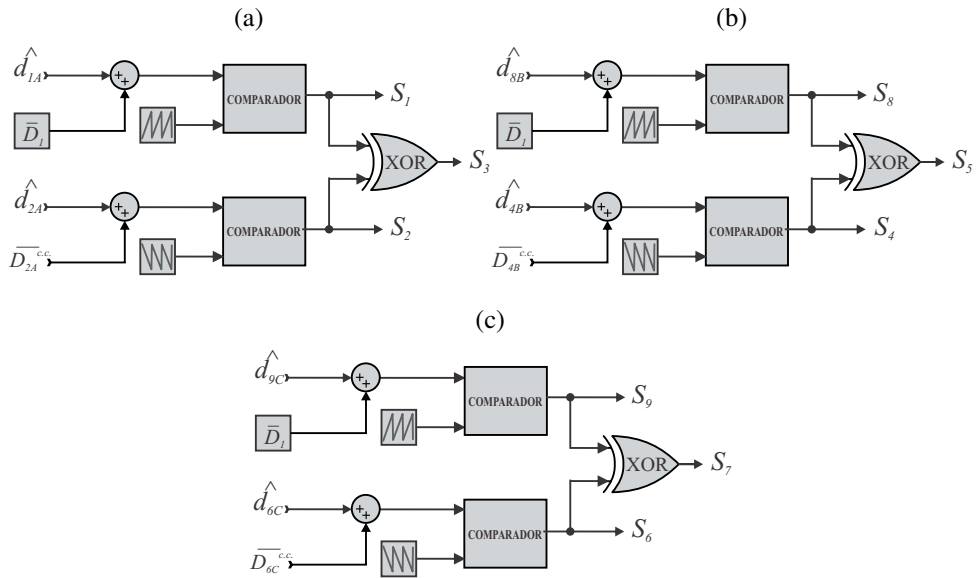 (a)
d̂1A
+
+
COMPARADOR
S1
D̄1
XOR
S3
d̂2A
+
+
COMPARADOR
S2
D̄2A c.c.
(b)
d̂8B
+
+
COMPARADOR
S8
D̄1
XOR
S5
d̂4B
+
+
COMPARADOR
S4
D̄4B c.c.
(c)
d̂9C
+
+
COMPARADOR
S9
D̄1
XOR
S7
d̂6C
+
+
COMPARADOR
S6
D̄6C c.c.